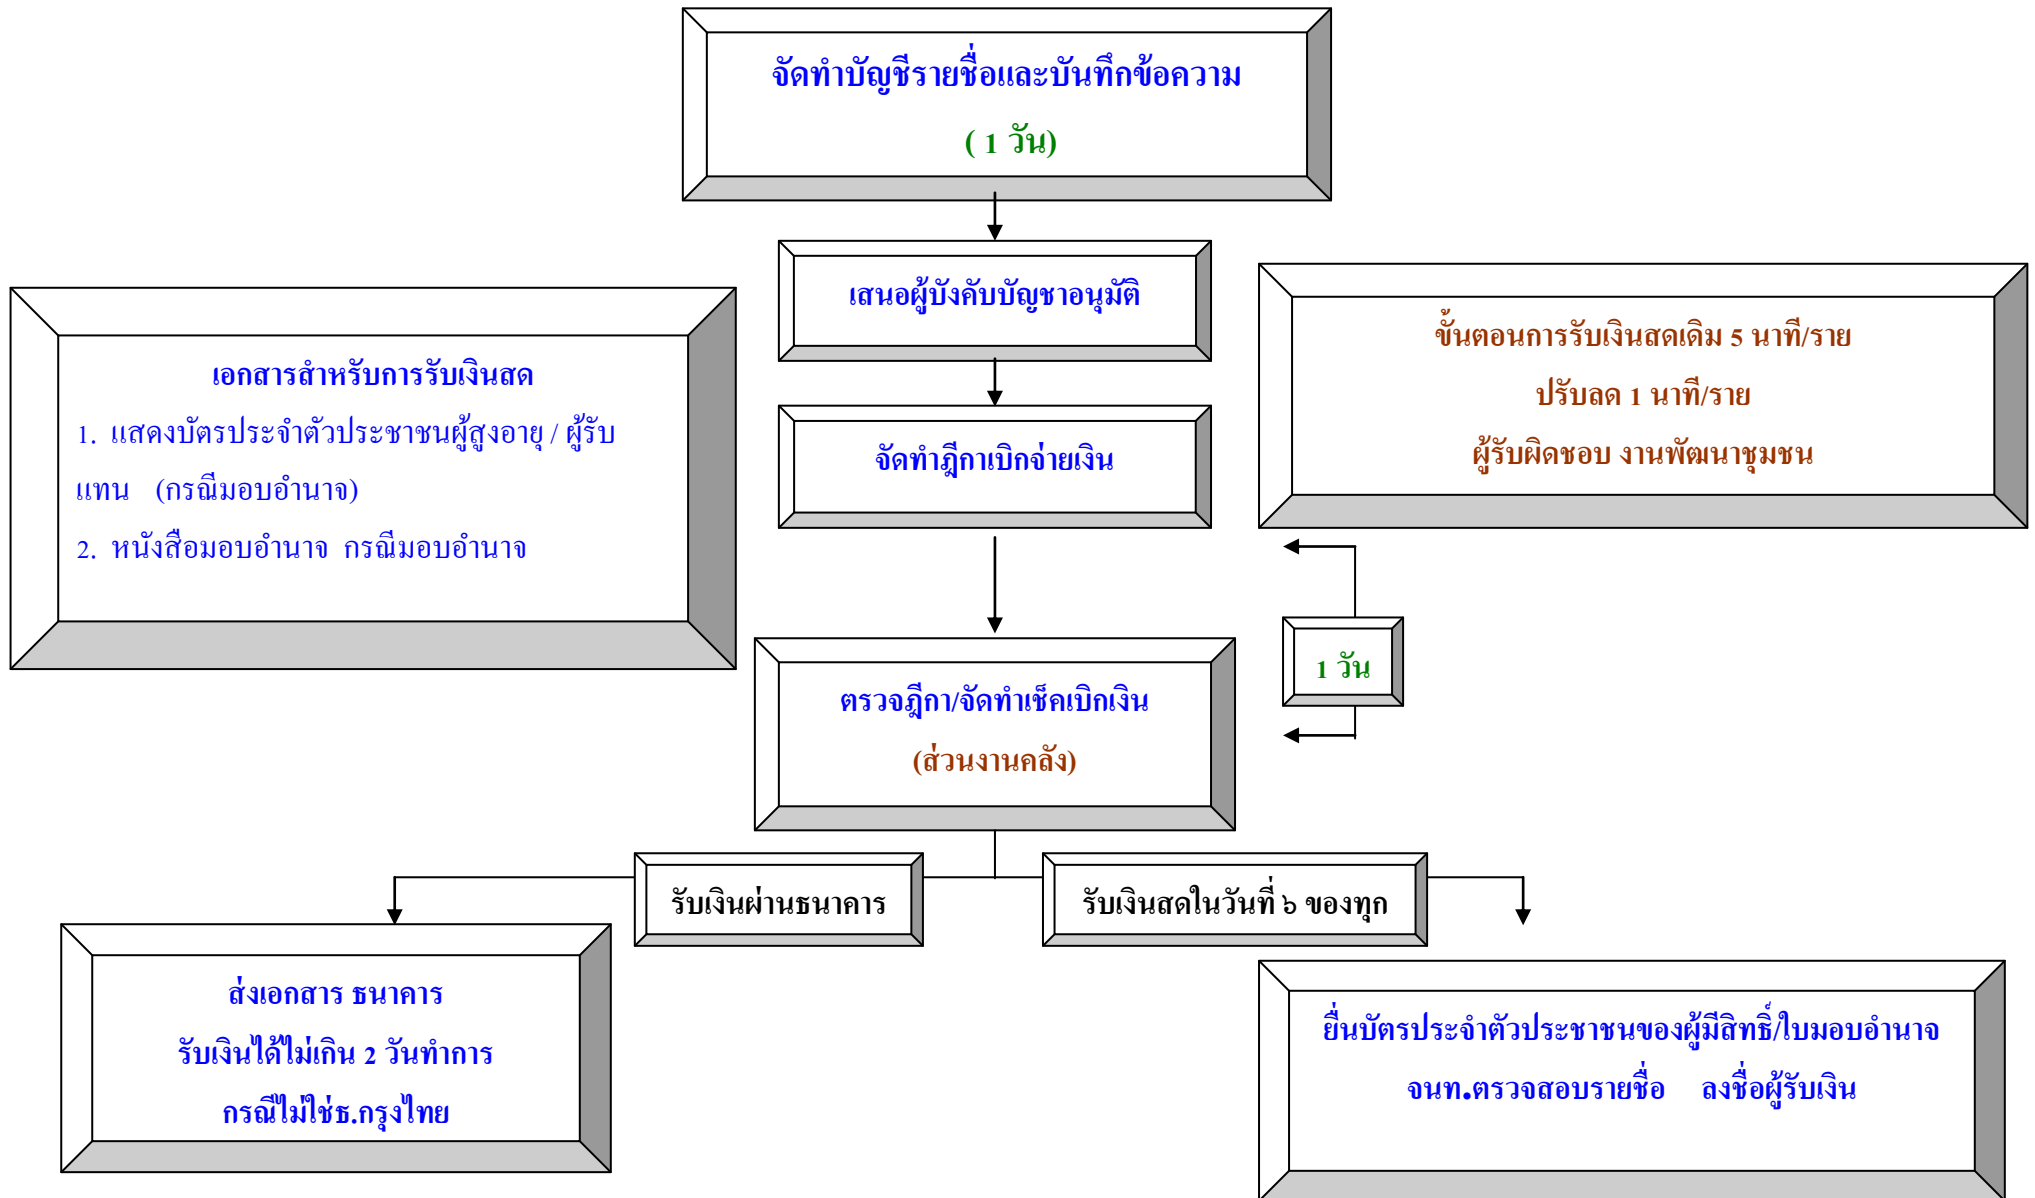 จัดทำบัญชีรายชื่อและบันทึกข้อความ
( 1 วัน)
เสนอผู้บังคับบัญชาอนุมัติ
เอกสารสำหรับการรับเงินสด
1. แสดงบัตรประจำตัวประชาชนผู้สูงอายุ / ผู้รับ
แทน (กรณีมอบอำนาจ)
2. หนังสือมอบอำนาจ กรณีมอบอำนาจ
จัดทำฎีกาเบิกจ่ายเงิน
ขั้นตอนการรับเงินสดเดิม 5 นาที/ราย
ปรับลด 1 นาที/ราย
ผู้รับผิดชอบ งานพัฒนาชุมชน
1 วัน
ตรวจฎีกา/จัดทำเช็คเบิกเงิน
(ส่วนงานคลัง)
รับเงินผ่านธนาคาร
รับเงินสดในวันที่ ๖ ของทุก
ส่งเอกสาร ธนาคาร
รับเงินได้ไม่เกิน 2 วันทำการ
กรณีไม่ใช่ธ.กรุงไทย
ยื่นบัตรประจำตัวประชาชนของผู้มีสิทธิ์/ใบมอบอำนาจ
จนท.ตรวจสอบรายชื่อ ลงชื่อผู้รับเงิน